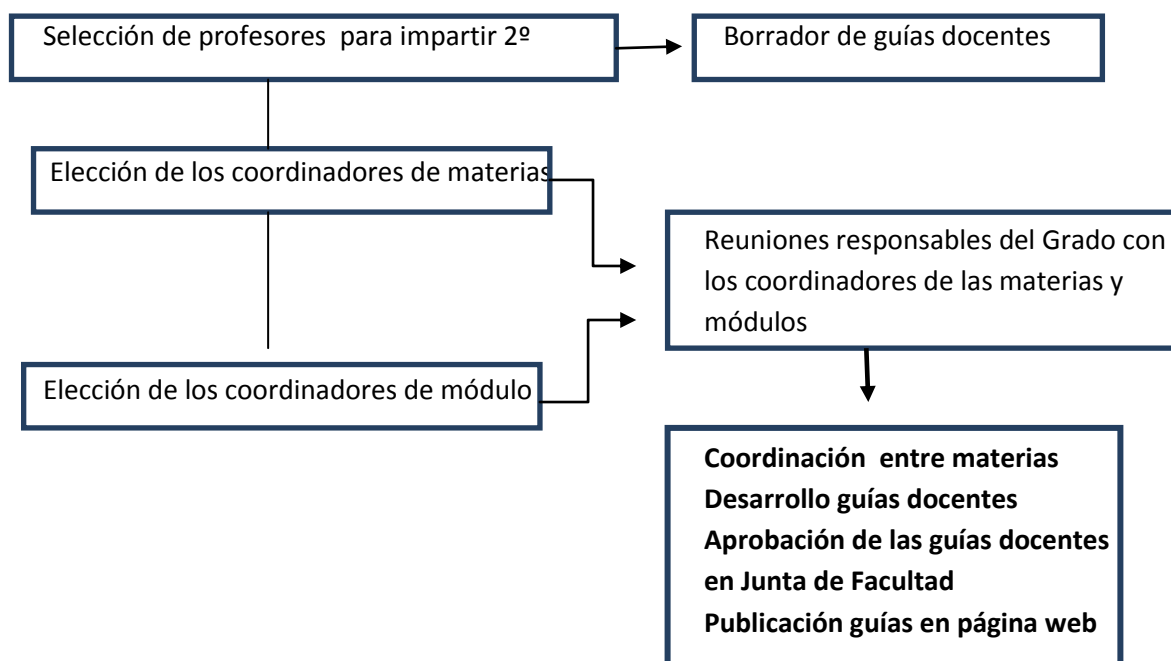 Selección de profesores  para impartir 2º
Borrador de guías docentes
Elección de los coordinadores de materias
Reuniones responsables del Grado con
los coordinadores de las materias y
módulos
Elección de los coordinadores de módulo
Coordinación  entre materias
Desarrollo guías docentes
Aprobación de las guías docentes
en Junta de Facultad
Publicación guías en página web